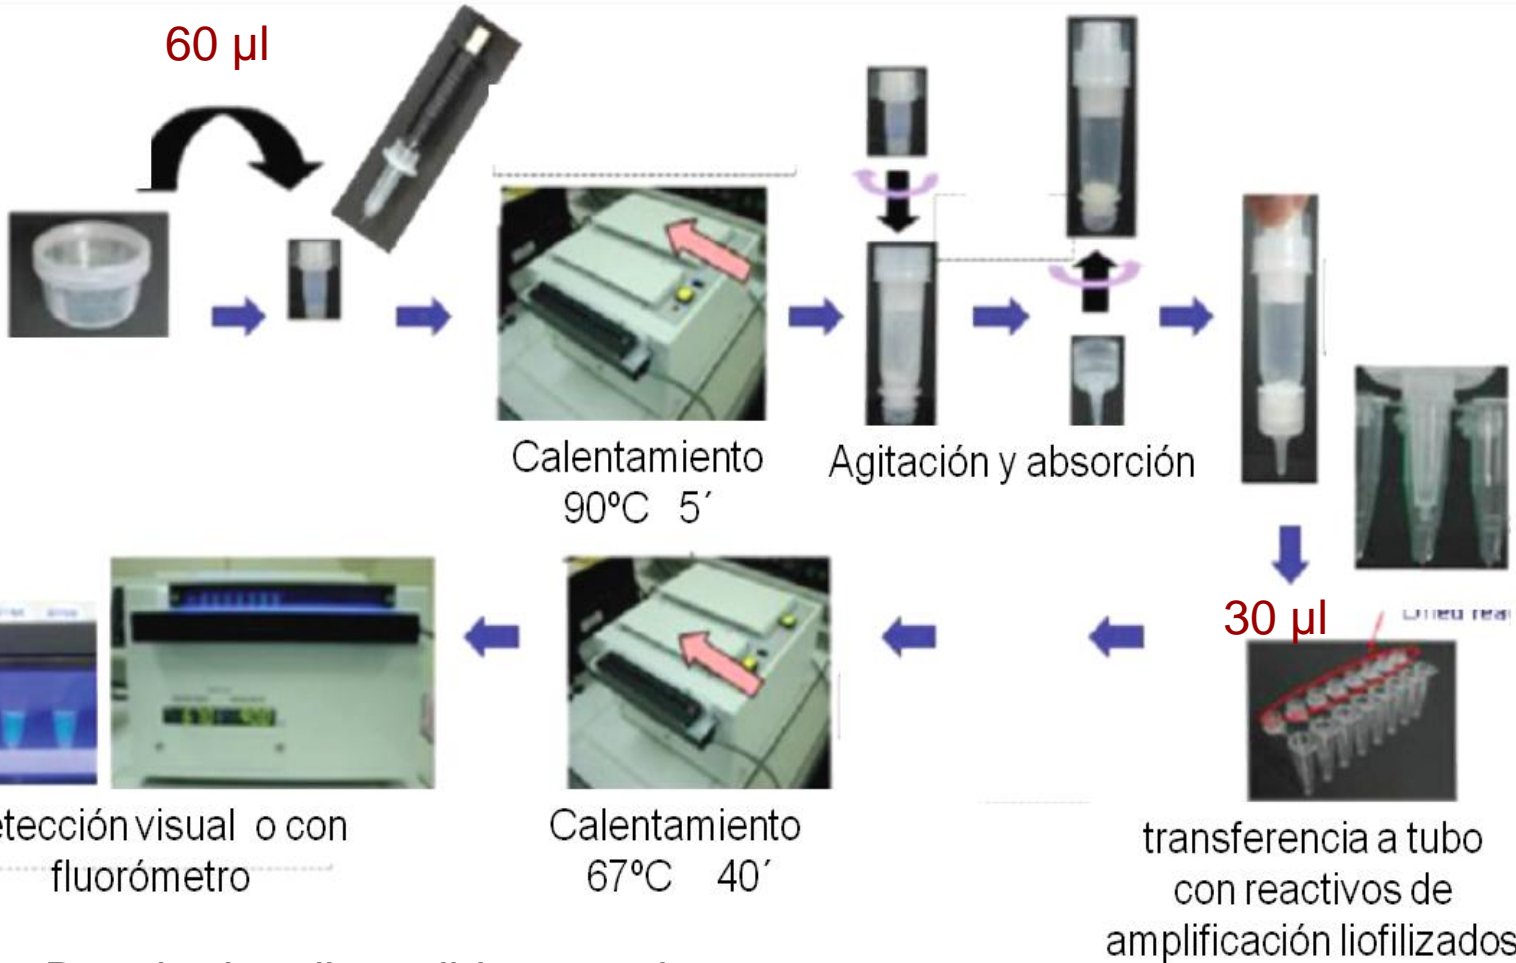 60 µl
Calentamiento
90ºC 5´
Agitación y absorción
30 µl
transferencia a tubo
con reactivos de
amplificación liofilizados
Calentamiento
67ºC 40´
etección visual o con
fluorómetro